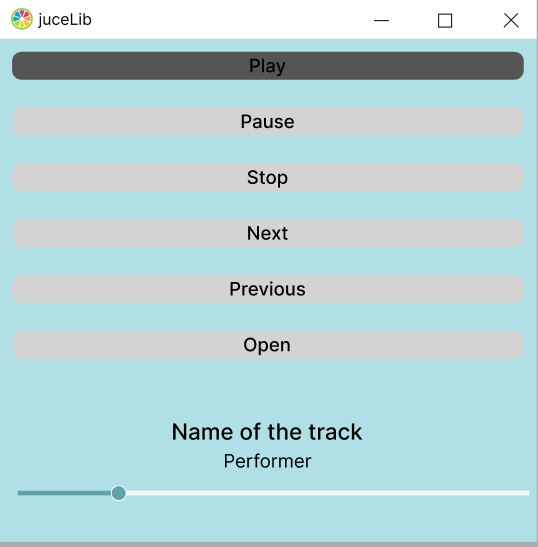 juceLib
Play
Pause
Stop
Next
Previous
Open
Name of the track
Performer